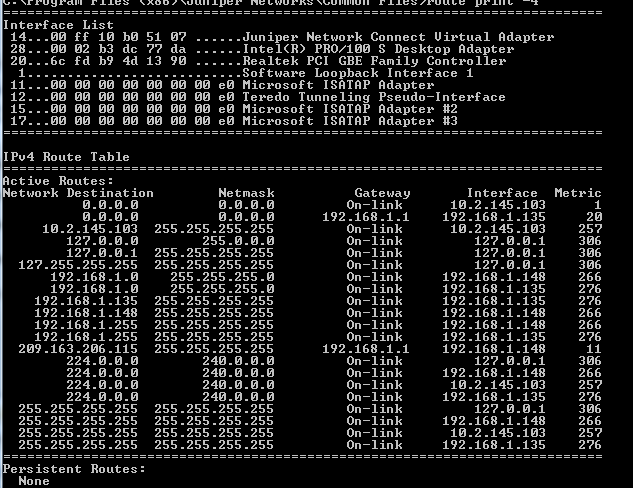 C:\Program Files (x86)\Juniper Networks\Common Files>route print -4
===========================================================================
Interface List
14...00 ff 10 b0 51 07 ......Juniper Network Connect Virtual Adapter
28...00 02 b3 dc 77 da ......Intel(R) PRO/100 S Desktop Adapter
20...6c fd b9 4d 13 90 ......Realtek PCI GBE Family Controller
1...........................Software Loopback Interface 1
11...00 00 00 00 00 00 00 e0 Microsoft ISATAP Adapter
12...00 00 00 00 00 00 00 e0 Teredo Tunneling Pseudo-Interface
15...00 00 00 00 00 00 00 e0 Microsoft ISATAP Adapter #2
17...00 00 00 00 00 00 00 e0 Microsoft ISATAP Adapter #3
===========================================================================
IPv4 Route Table
===========================================================================
Active Routes:
Network Destination Netmask Gateway Interface Metric
0.0.0.0 0.0.0.0 On-link 10.2.145.103 1
0.0.0.0 0.0.0.0 192.168.1.1 192.168.1.135 20
10.2.145.103 255.255.255.255 On-link 10.2.145.103 257
127.0.0.0 255.0.0.0 On-link 127.0.0.1 306
127.0.0.1 255.255.255.255 On-link 127.0.0.1 306
127.255.255.255 255.255.255.255 On-link 127.0.0.1 306
192.168.1.0 255.255.255.0 On-link 192.168.1.148 266
192.168.1.0 255.255.255.0 On-link 192.168.1.135 276
192.168.1.135 255.255.255.255 On-link 192.168.1.135 276
192.168.1.148 255.255.255.255 On-link 192.168.1.148 266
192.168.1.255 255.255.255.255 On-link 192.168.1.148 266
192.168.1.255 255.255.255.255 On-link 192.168.1.135 276
209.163.206.115 255.255.255.255 192.168.1.1 192.168.1.148 11
224.0.0.0 240.0.0.0 On-link 127.0.0.1 306
224.0.0.0 240.0.0.0 On-link 192.168.1.148 266
224.0.0.0 240.0.0.0 On-link 10.2.145.103 257
224.0.0.0 240.0.0.0 On-link 192.168.1.135 276
255.255.255.255 255.255.255.255 On-link 127.0.0.1 306
255.255.255.255 255.255.255.255 On-link 192.168.1.148 266
255.255.255.255 255.255.255.255 On-link 10.2.145.103 257
255.255.255.255 255.255.255.255 On-link 192.168.1.135 276
===========================================================================
Persistent Routes:
None